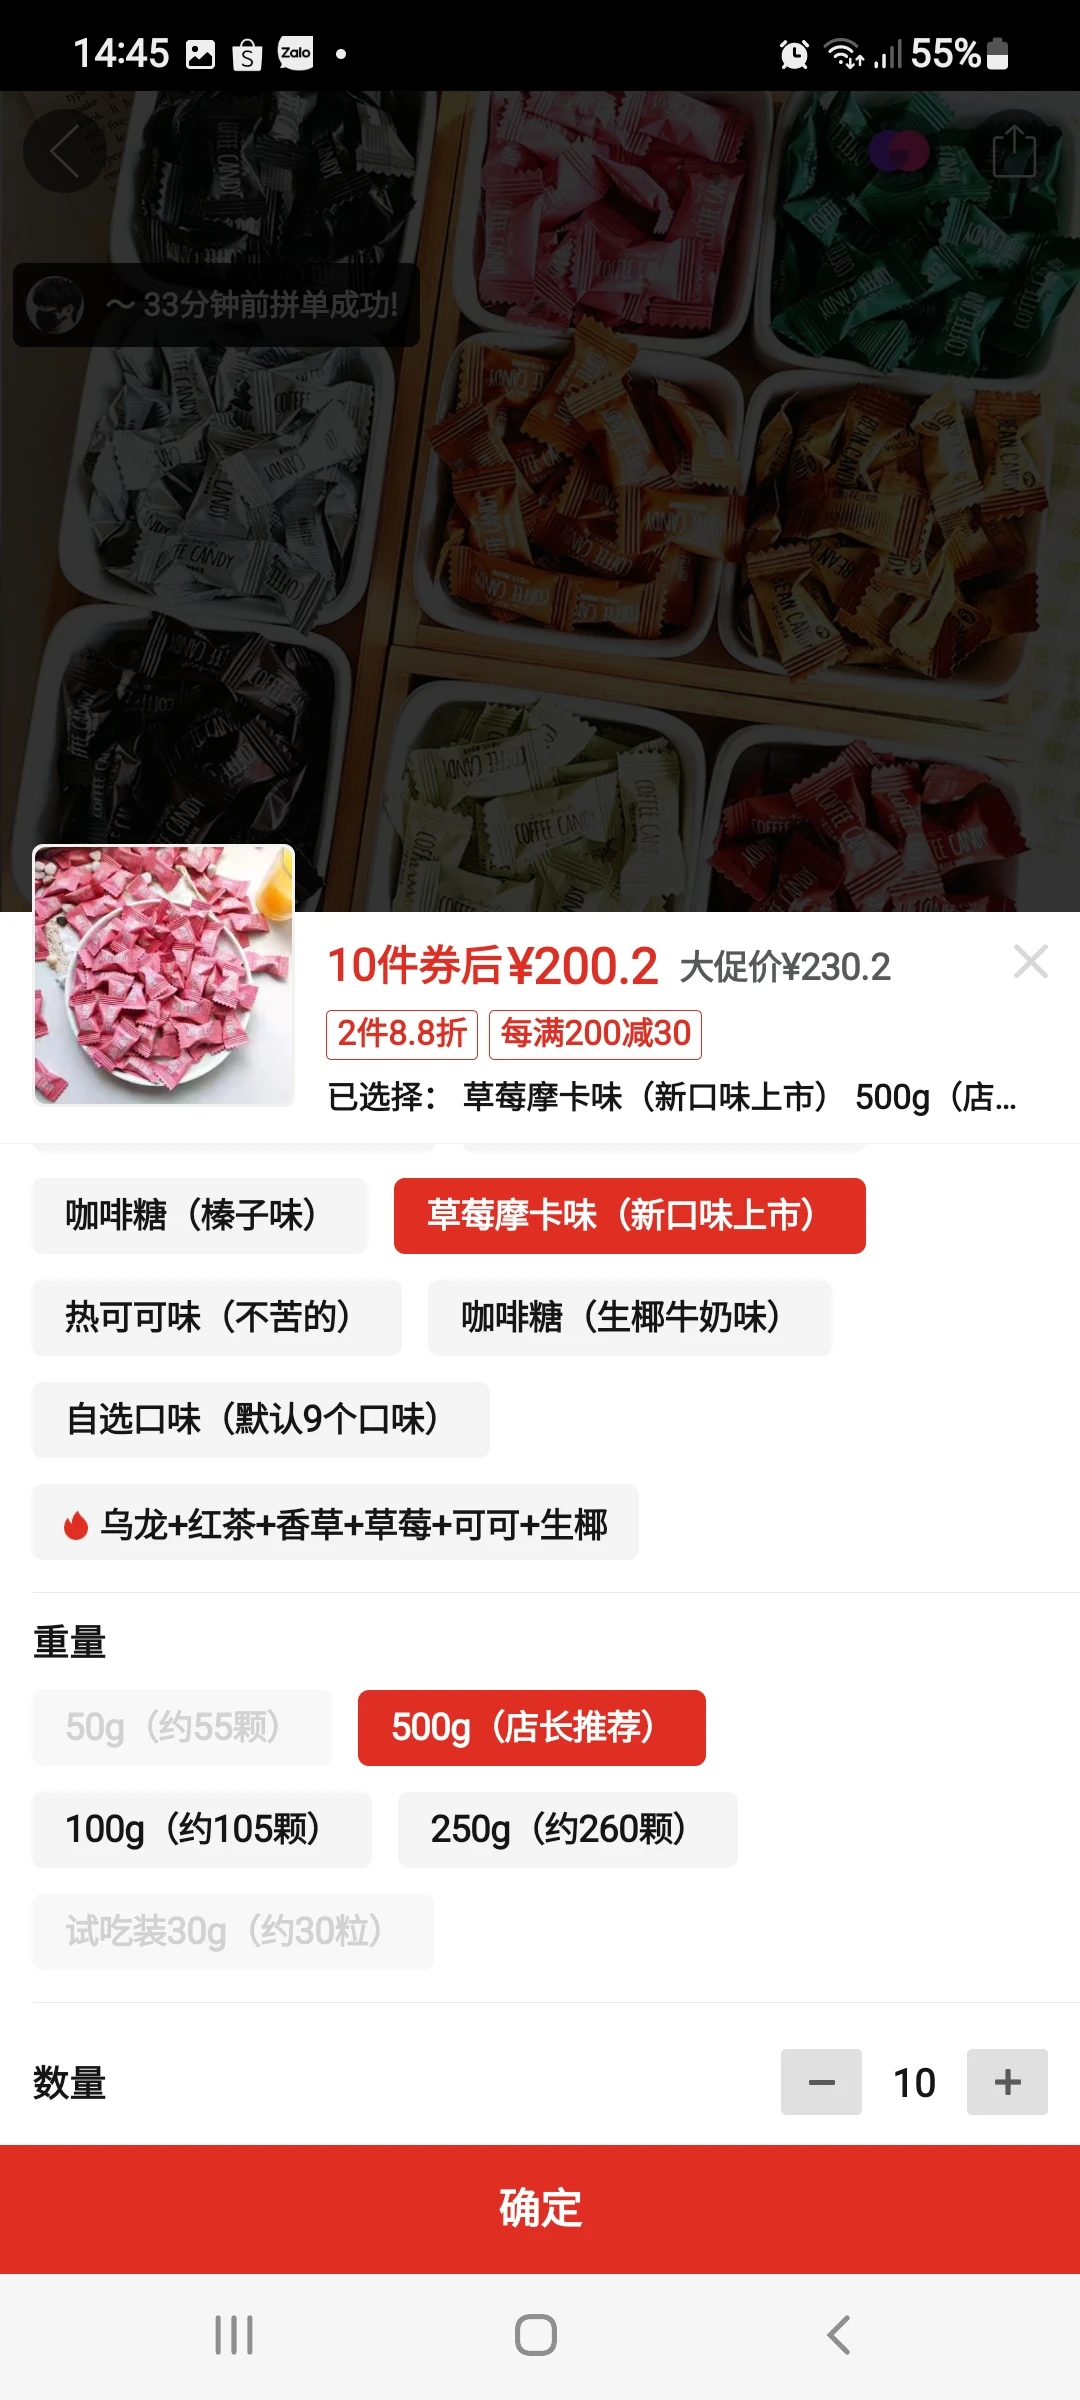 14:45 Zalo 55%
～ 33分钟前拼单成功!
COFFEE CANDY
10件券后¥200.2 大促价¥230.2
2件8.8折 每满200减30
已选择： 草莓摩卡味（新口味上市） 500g（店...
咖啡糖（榛子味） 草莓摩卡味（新口味上市）
热可可味（不苦的） 咖啡糖（生椰牛奶味）
自选口味（默认9个口味）
乌龙+红茶+香草+草莓+可可+生椰
重量
50g（约55颗） 500g（店长推荐）
100g（约105颗） 250g（约260颗）
试吃装30g（约30粒）
数量 10
确定